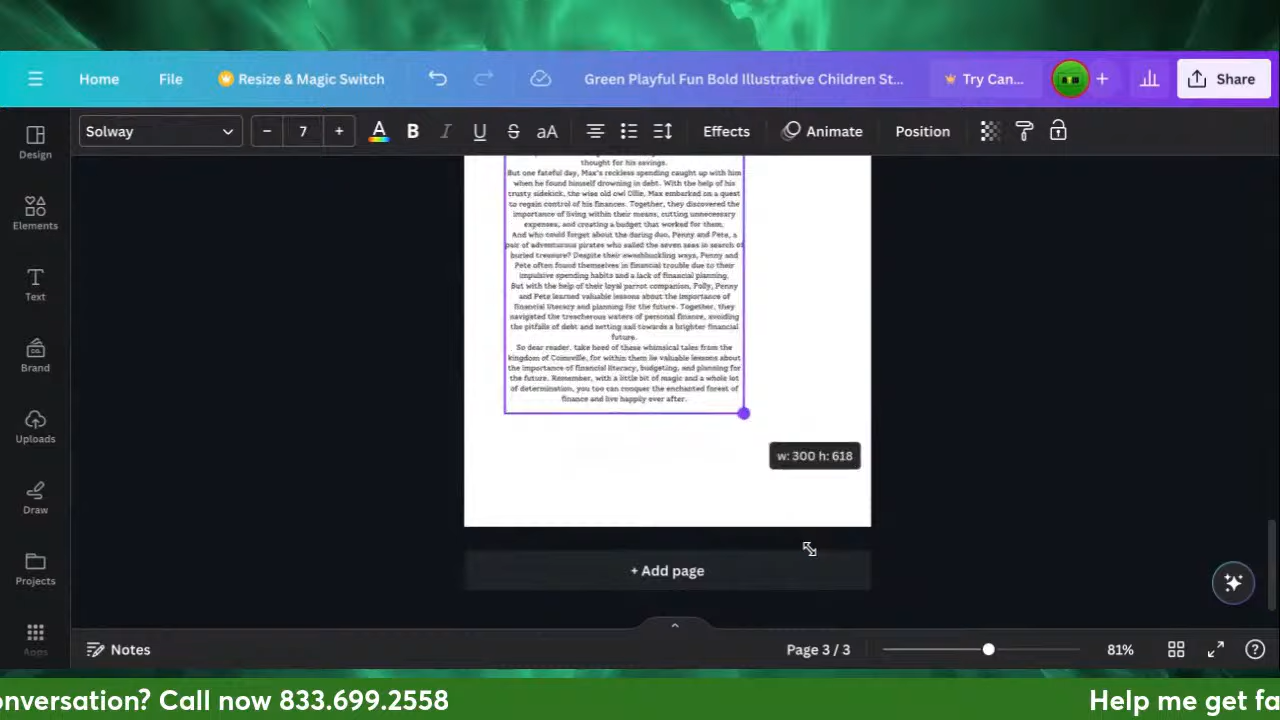 Home
File
Resize & Magic Switch
Green Playful Fun Bold Illustrative Children St...
Try Can...
Share
Solway
7
A
B
I
U
S
aA
Effects
Animate
Position
Design
Elements
Text
Brand
Uploads
Draw
Projects
Apps
thought for his savings.
But one fateful day, Max's reckless spending caught up with him
when he found himself drowning in debt. With the help of his
trusty sidekick, the wise old owl Ollie, Max embarked on a quest
to regain control of his finances. Together, they discovered the
importance of living within their means, cutting unnecessary
expenses, and creating a budget that worked for them.
And who could forget about the daring duo, Penny and Pete, a
pair of adventurous pirates who sailed the seven seas in search of
buried treasure? Despite their swashbuckling ways, Penny and
Pete often found themselves in financial trouble due to their
impulsive spending habits and a lack of financial planning.
But with the help of their loyal parrot companion, Polly, Penny
and Pete learned valuable lessons about the importance of
financial literacy and planning for the future. Together, they
navigated the treacherous waters of personal finance, avoiding
the pitfalls of debt and setting sail towards a brighter financial
future.
So dear reader, take heed of these whimsical tales from the
kingdom of Coinsville, for within them lie valuable lessons about
the importance of financial literacy, budgeting, and planning for
the future. Remember, with a little bit of magic and a whole lot
of determination, you too can conquer the enchanted forest of
finance and live happily ever after.
w: 300 h: 618
+ Add page
Notes
Page 3 / 3
81%
onversation? Call now 833.699.2558
Help me get fa